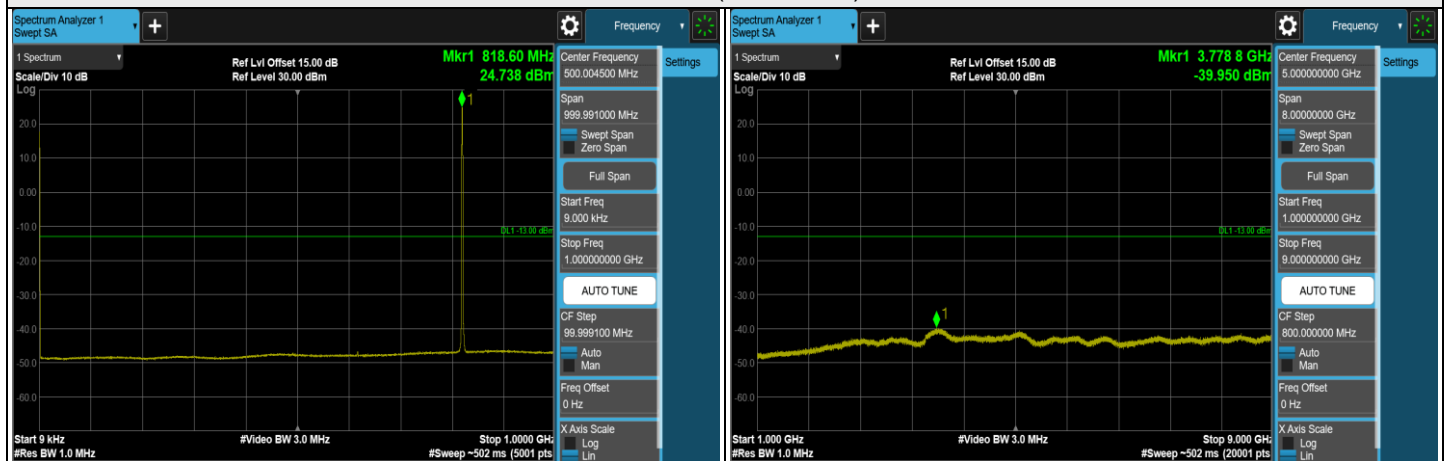 Spectrum Analyzer 1
Swept SA
+
Frequency
1 Spectrum
Scale/Div 10 dB
Log
Ref Lvl Offset 15.00 dB
Ref Level 30.00 dBm
Mkr1 818.60 MHz
24.738 dBm
1
20.0
10.0
0.00
-10.0
-20.0
-30.0
-40.0
-50.0
-60.0
DL1 -13.00 dBm
Start 9 kHz
#Res BW 1.0 MHz
#Video BW 3.0 MHz
Stop 1.0000 GHz
#Sweep ~502 ms (5001 pts)
Center Frequency
500.004500 MHz
Settings
Span
999.991000 MHz
Swept Span
Zero Span
Full Span
Start Freq
9.000 kHz
Stop Freq
1.000000000 GHz
AUTO TUNE
CF Step
99.999100 MHz
Auto
Man
Freq Offset
0 Hz
X Axis Scale
Log
Lin
Spectrum Analyzer 1
Swept SA
+
Frequency
1 Spectrum
Scale/Div 10 dB
Log
Ref Lvl Offset 15.00 dB
Ref Level 30.00 dBm
Mkr1 3.778 8 GHz
-39.950 dBm
1
20.0
10.0
0.00
-10.0
-20.0
-30.0
-40.0
-50.0
-60.0
DL1 -13.00 dBm
Start 1.000 GHz
#Res BW 1.0 MHz
#Video BW 3.0 MHz
Stop 9.000 GHz
#Sweep ~502 ms (20001 pts)
Center Frequency
5.000000000 GHz
Settings
Span
8.00000000 GHz
Swept Span
Zero Span
Full Span
Start Freq
1.000000000 GHz
Stop Freq
9.000000000 GHz
AUTO TUNE
CF Step
800.000000 MHz
Auto
Man
Freq Offset
0 Hz
X Axis Scale
Log
Lin